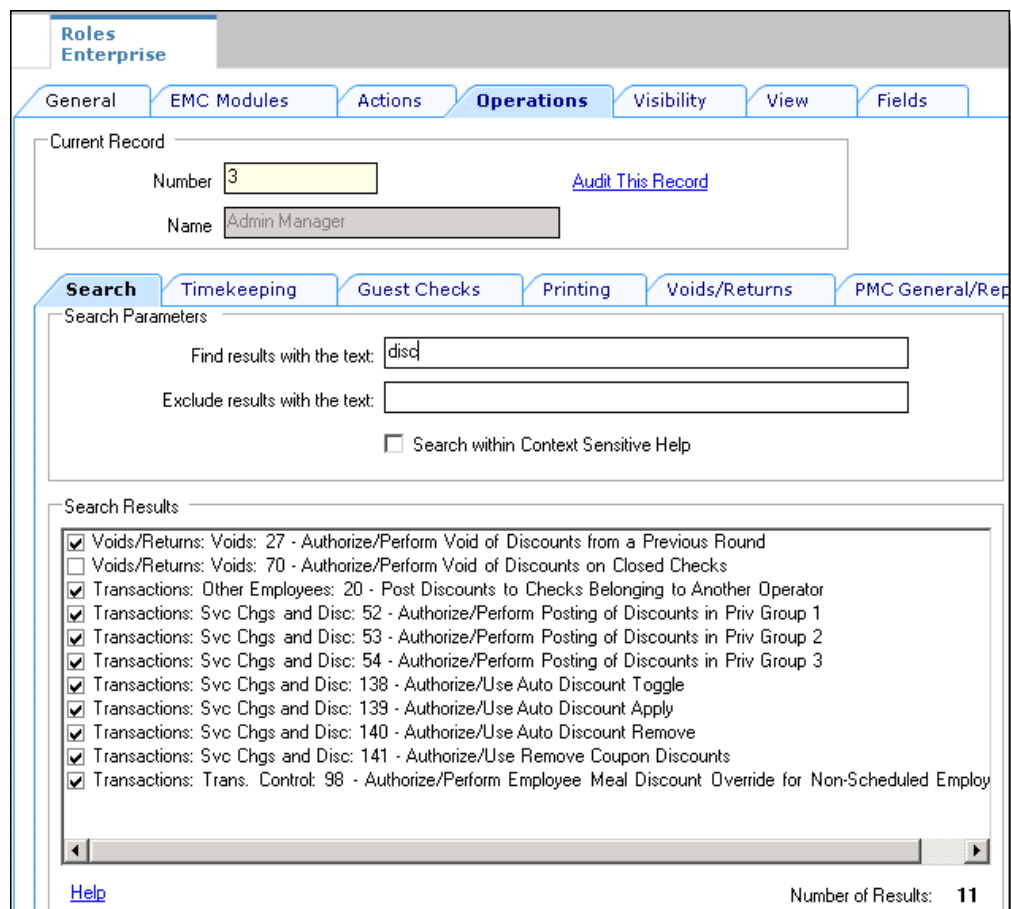 Roles
Enterprise
General EMC Modules Actions Operations Visibility View Fields
Current Record
Number 3 Audit This Record
Name Admin Manager
Search Timekeeping Guest Checks Printing Voids/Returns PMC General/Rep
Search Parameters
Find results with the text: disc
Exclude results with the text:
Search within Context Sensitive Help
Search Results
Voids/Returns: Voids: 27 - Authorize/Perform Void of Discounts from a Previous Round
Voids/Returns: Voids: 70 - Authorize/Perform Void of Discounts on Closed Checks
Transactions: Other Employees: 20 - Post Discounts to Checks Belonging to Another Operator
Transactions: Svc Chgs and Disc: 52 - Authorize/Perform Posting of Discounts in Priv Group 1
Transactions: Svc Chgs and Disc: 53 - Authorize/Perform Posting of Discounts in Priv Group 2
Transactions: Svc Chgs and Disc: 54 - Authorize/Perform Posting of Discounts in Priv Group 3
Transactions: Svc Chgs and Disc: 138 - Authorize/Use Auto Discount Toggle
Transactions: Svc Chgs and Disc: 139 - Authorize/Use Auto Discount Apply
Transactions: Svc Chgs and Disc: 140 - Authorize/Use Auto Discount Remove
Transactions: Svc Chgs and Disc: 141 - Authorize/Use Remove Coupon Discounts
Transactions: Trans. Control: 98 - Authorize/Perform Employee Meal Discount Override for Non-Scheduled Employ
Help Number of Results: 11